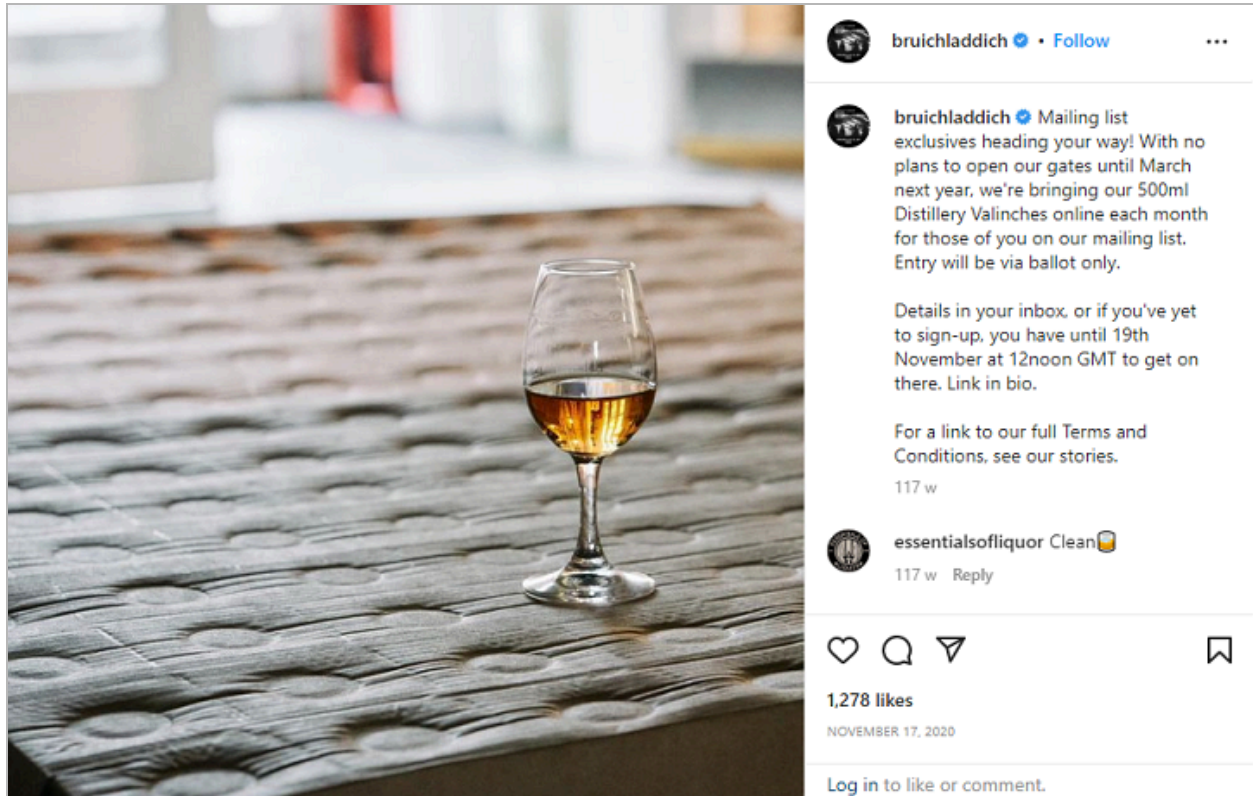 bruichladdich • Follow
bruichladdich Mailing list
exclusives heading your way! With no
plans to open our gates until March
next year, we're bringing our 500ml
Distillery Valinches online each month
for those of you on our mailing list.
Entry will be via ballot only.
Details in your inbox, or if you've yet
to sign-up, you have until 19th
November at 12noon GMT to get on
there. Link in bio.
For a link to our full Terms and
Conditions, see our stories.
117 w
essentialsofliquor Clean🥃
117 w Reply
1,278 likes
NOVEMBER 17, 2020
Log in to like or comment.